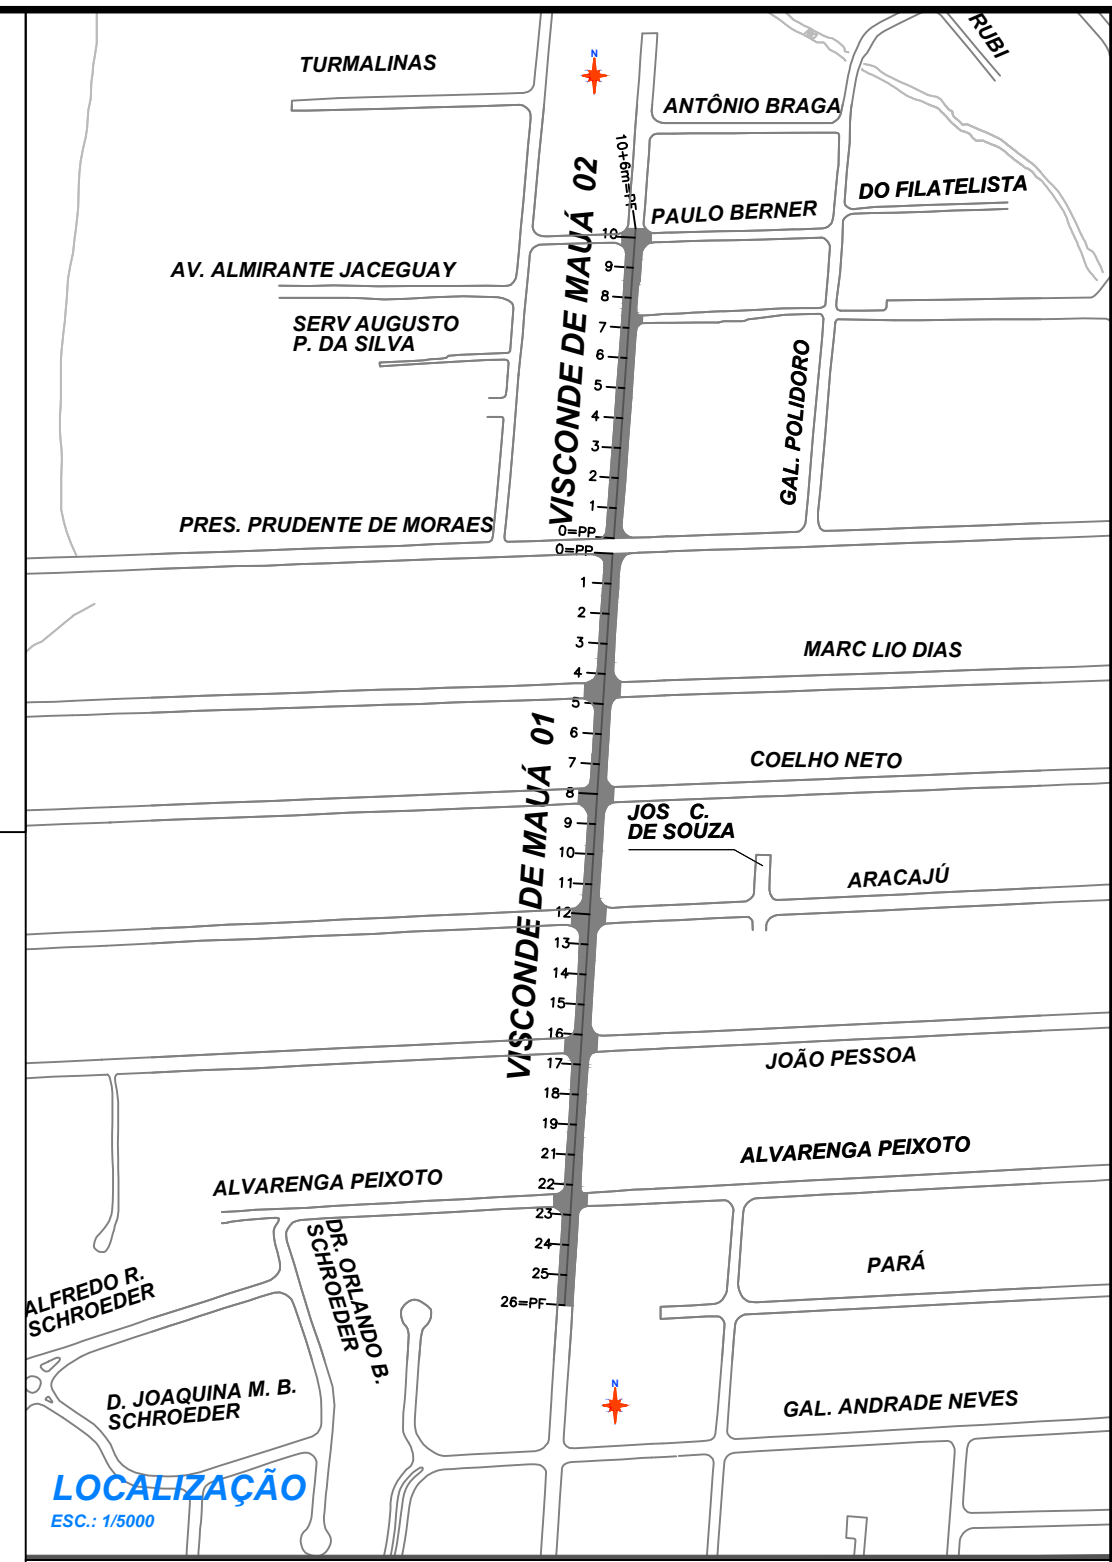 TURMALINAS
RUBI
N
ANTÔNIO BRAGA
10+6m=PF
DO FILATELISTA
PAULO BERNER
VISCONDE DE MAUÁ 02
10
9
8
7
6
5
4
3
2
1
0=PP
AV. ALMIRANTE JACEGUAY
SERV AUGUSTO
P. DA SILVA
GAL. POLIDORO
PRES. PRUDENTE DE MORAES
0=PP
1
2
3
4
5
6
7
8
9
10
11
12
13
14
15
16
17
18
19
21
22
23
24
25
26=PF
VISCONDE DE MAUÁ 01
MARC LIO DIAS
COELHO NETO
JOS C.
DE SOUZA
ARACAJÚ
JOÃO PESSOA
ALVARENGA PEIXOTO
ALVARENGA PEIXOTO
DR. ORLANDO B.
SCHROEDER
PARÁ
ALFREDO R.
SCHROEDER
D. JOAQUINA M. B.
SCHROEDER
N
GAL. ANDRADE NEVES
LOCALIZAÇÃO
ESC.: 1/5000